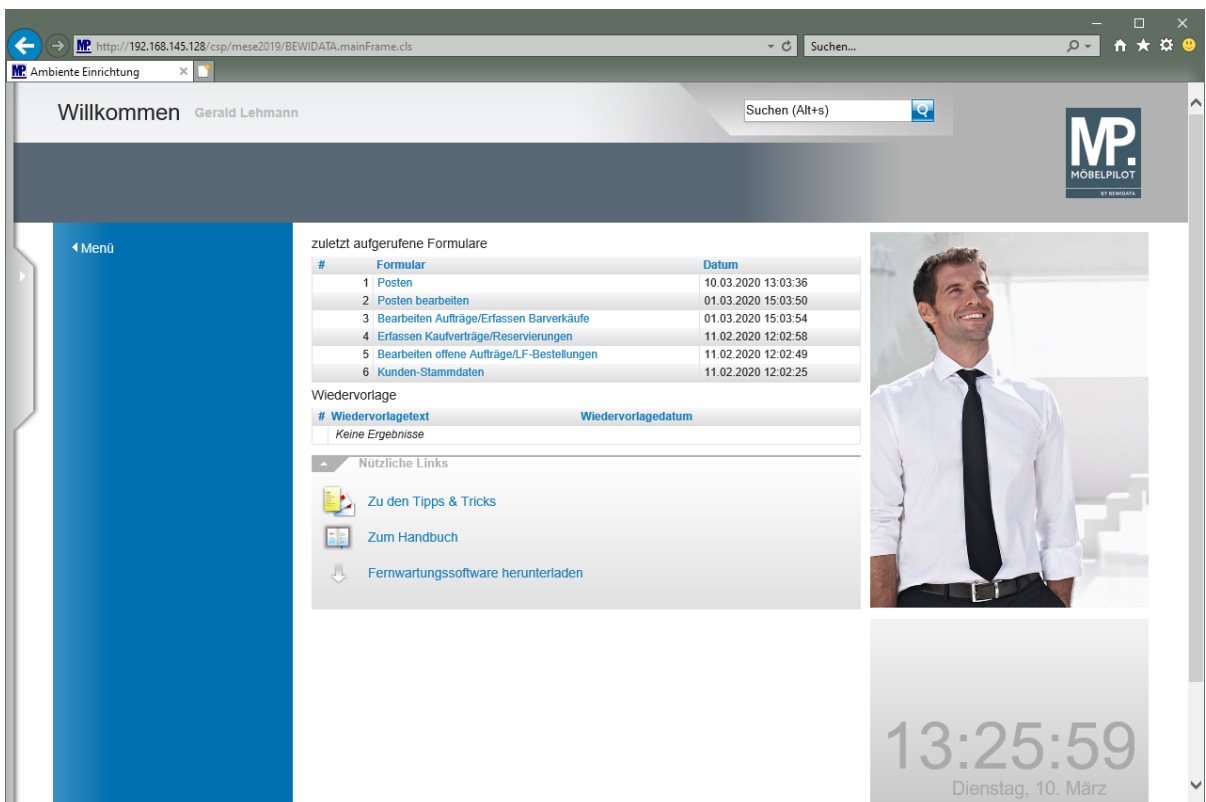 http://192.168.145.128/csp/mese2019/BEWIDATA.mainFrame.cls
Suchen...
MP. Ambiente Einrichtung
Willkommen Gerald Lehmann
Suchen (Alt+s)
MP.
MÖBELPILOT
BY BEWIDATA
Menü
zuletzt aufgerufene Formulare
# Formular Datum
1 Posten 10.03.2020 13:03:36
2 Posten bearbeiten 01.03.2020 15:03:50
3 Bearbeiten Aufträge/Erfassen Barverkäufe 01.03.2020 15:03:54
4 Erfassen Kaufverträge/Reservierungen 11.02.2020 12:02:58
5 Bearbeiten offene Aufträge/LF-Bestellungen 11.02.2020 12:02:49
6 Kunden-Stammdaten 11.02.2020 12:02:25
Wiedervorlage
# Wiedervorlagetext Wiedervorlagedatum
Keine Ergebnisse
Nützliche Links
Zu den Tipps & Tricks
Zum Handbuch
Fernwartungssoftware herunterladen
13:25:59
Dienstag, 10. März